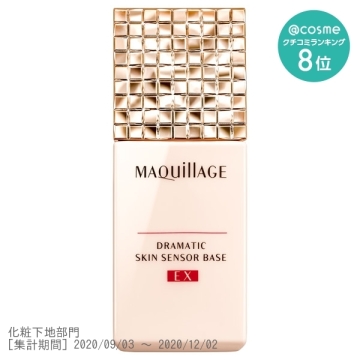 @cosme
クチコミランキング
8位
MAQuillAGE
DRAMATIC
SKIN SENSOR BASE
EX
化粧下地部門
[集計期間] 2020/09/03 ～ 2020/12/02